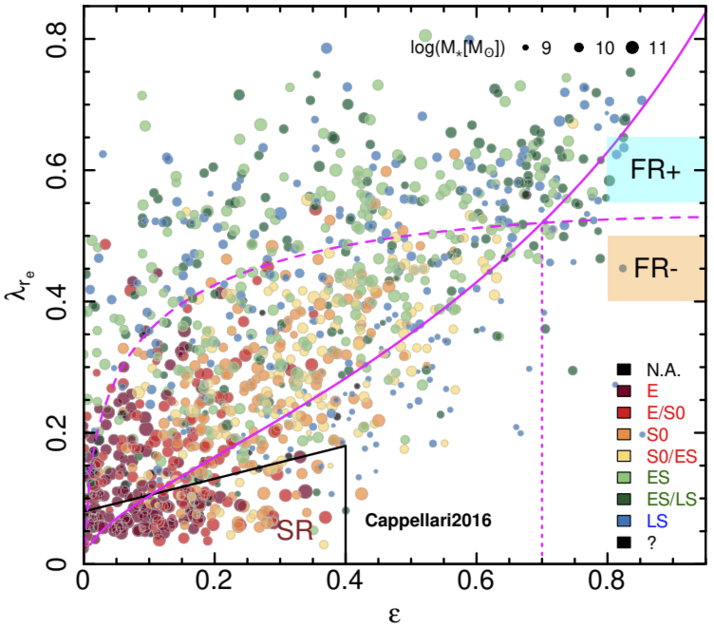 log(M⋆[M⊙]) 9 10 11
0.8
0.6
0.4
0.2
0
λrₑ
FR+
FR-
N.A.
E
E/S0
S0
S0/ES
ES
ES/LS
LS
?
SR
Cappellari2016
0 0.2 0.4 0.6 0.8
ε